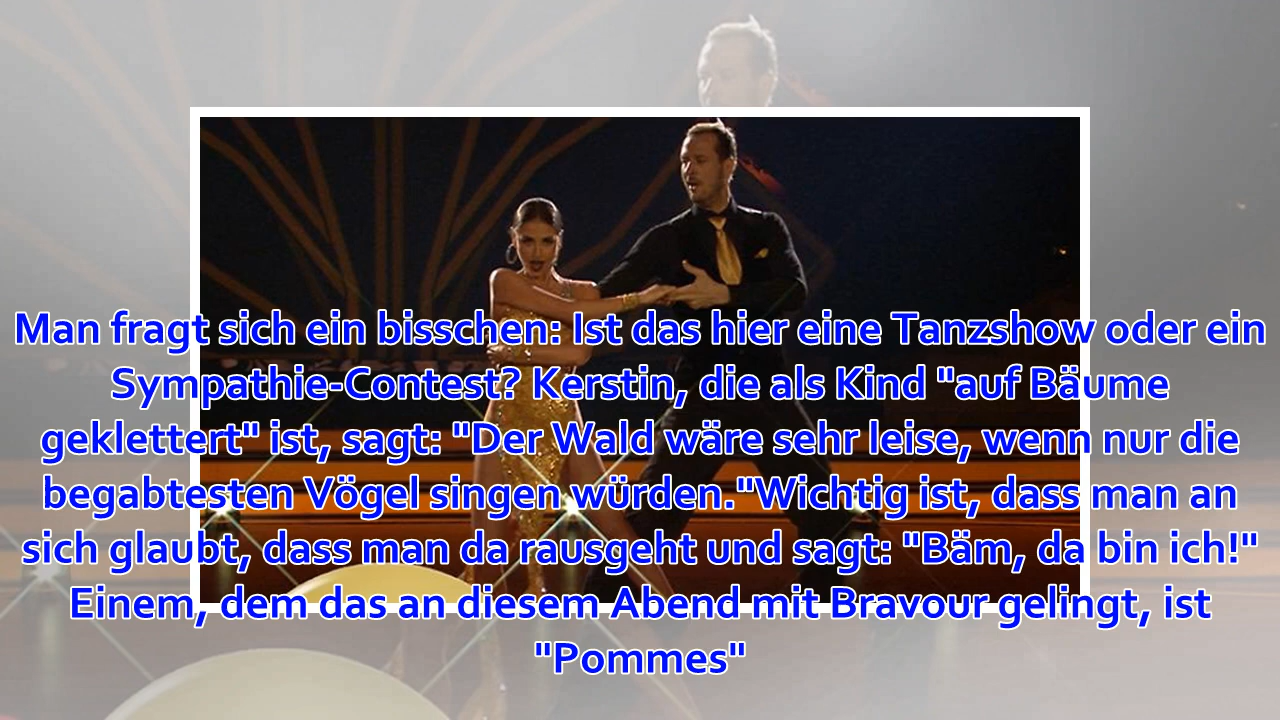 Man fragt sich ein bisschen: Ist das hier eine Tanzshow oder ein
Sympathie-Contest? Kerstin, die als Kind "auf Bäume
geklettert" ist, sagt: "Der Wald wäre sehr leise, wenn nur die
begabtesten Vögel singen würden."Wichtig ist, dass man an
sich glaubt, dass man da rausgeht und sagt: "Bäm, da bin ich!"
Einem, dem das an diesem Abend mit Bravour gelingt, ist
"Pommes"